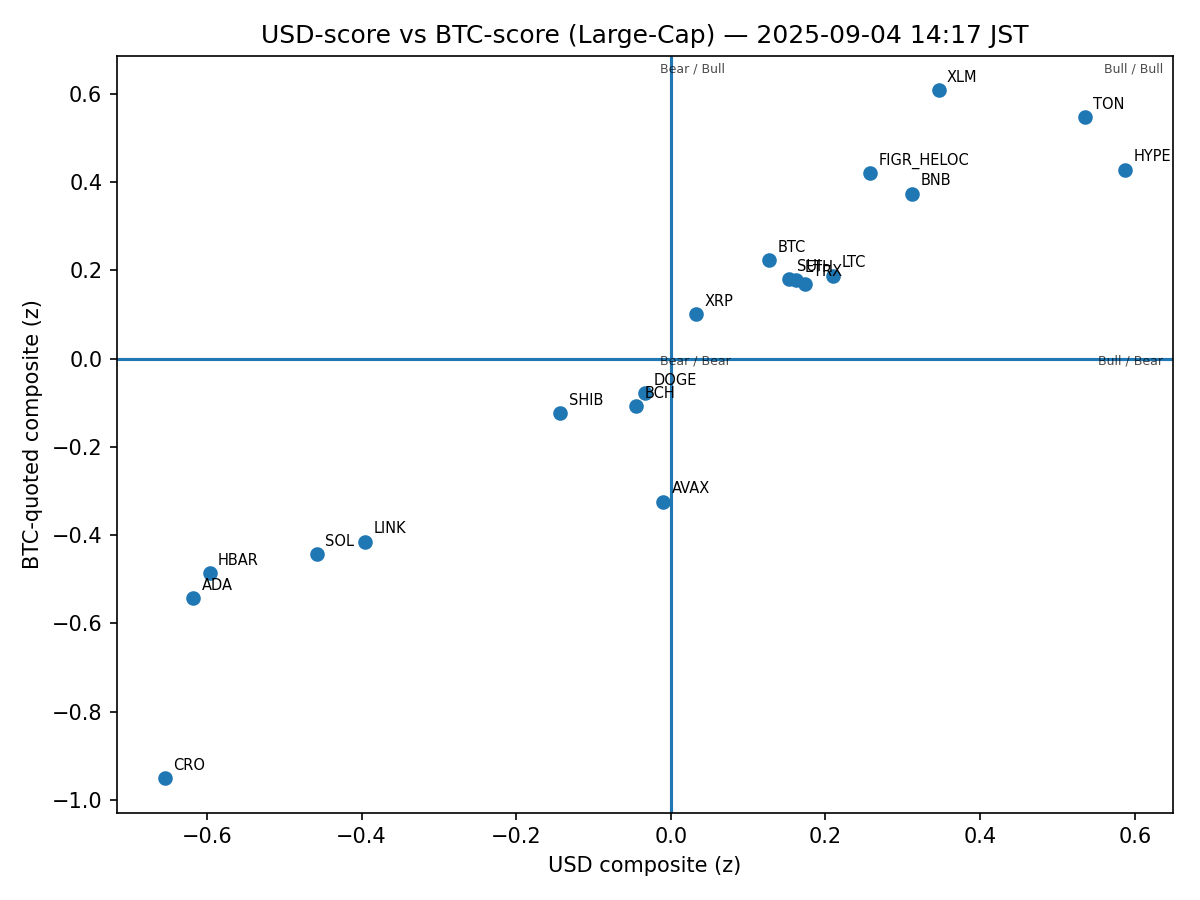 USD-score vs BTC-score (Large-Cap) — 2025-09-04 14:17 JST
Bear / Bull
Bull / Bull
XLM
TON
HYPE
FIGR_HELOC
BNB
BTC
LTC
TRX
XRP
Bear / Bear
Bull / Bear
DOGE
BCH
SHIB
AVAX
LINK
SOL
HBAR
ADA
CRO
0.6
0.4
0.2
0.0
−0.2
−0.4
−0.6
−0.8
−1.0
BTC-quoted composite (z)
−0.6
−0.4
−0.2
0.0
0.2
0.4
0.6
USD composite (z)